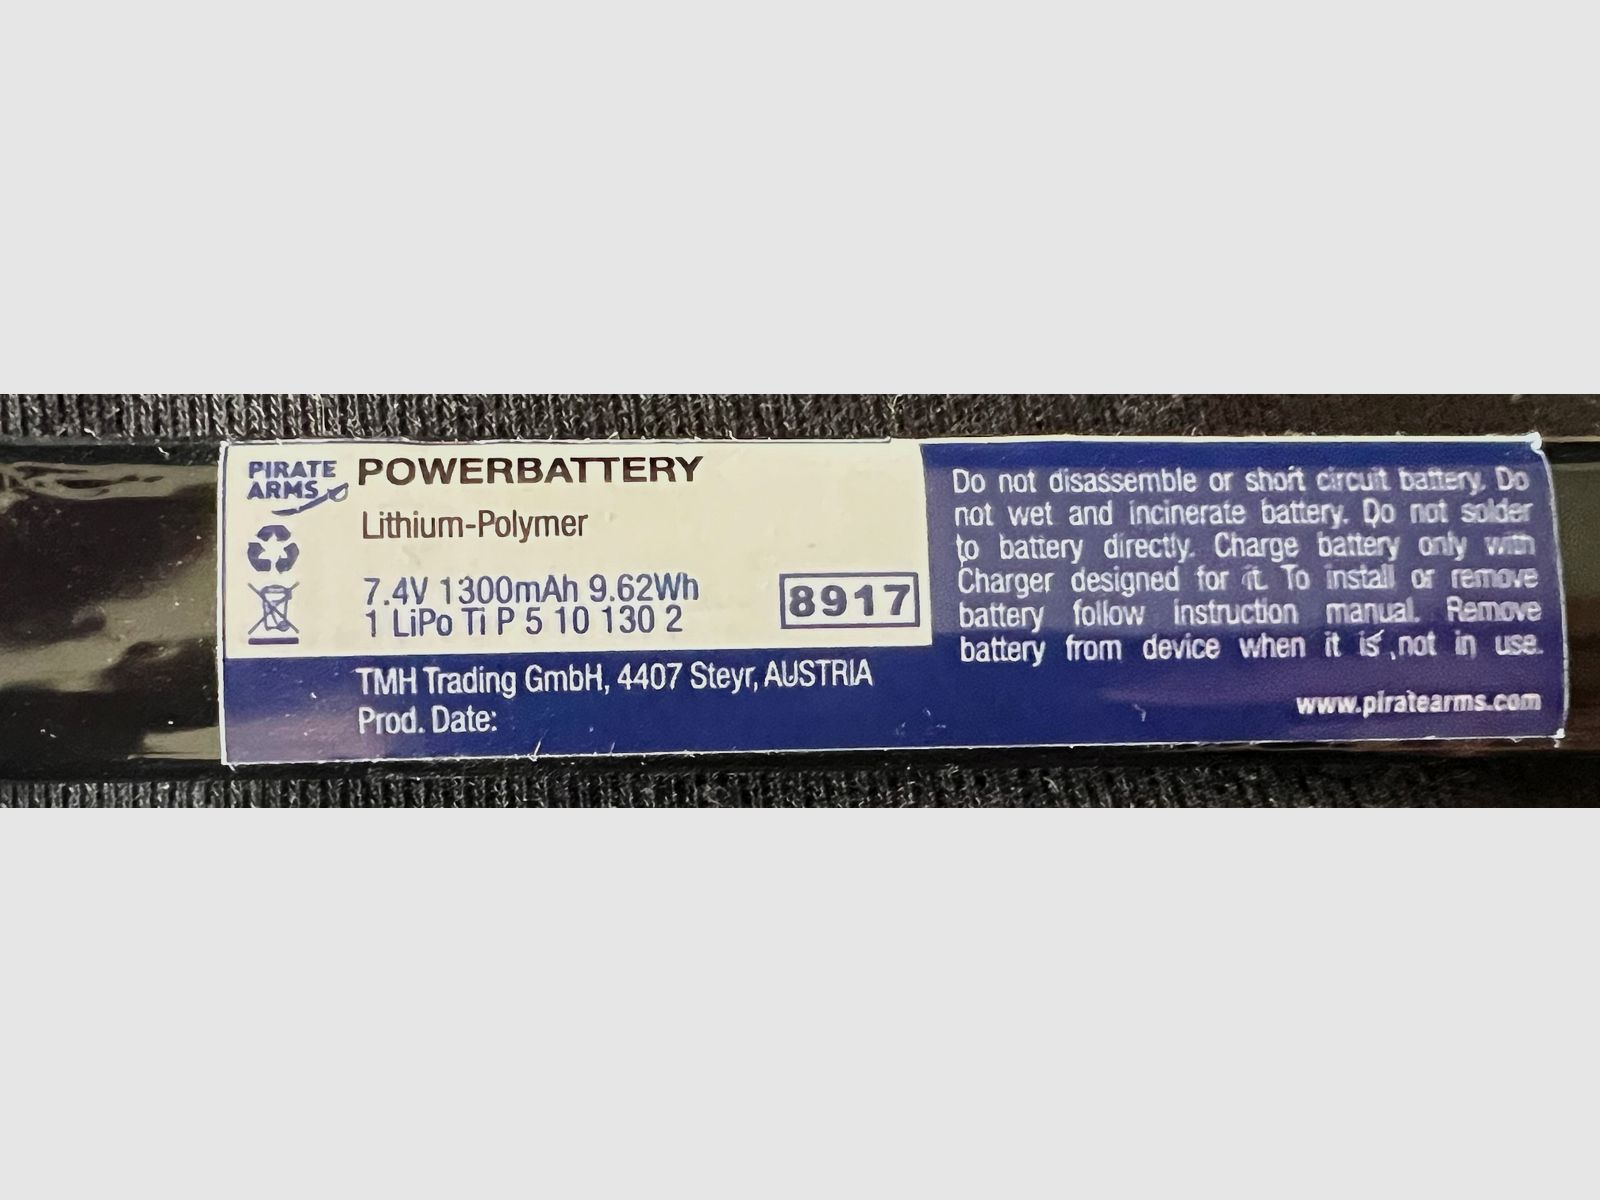 PIRATE
ARMS
POWERBATTERY
Lithium-Polymer
7.4V 1300mAh 9.62Wh
1 LiPo Ti P 5 10 130 2
8917
TMH Trading GmbH, 4407 Steyr, AUSTRIA
Prod. Date:
Do not disassemble or short circuit battery. Do
not wet and incinerate battery. Do not solder
to battery directly. Charge battery only with
Charger designed for it. To install or remove
battery follow instruction manual. Remove
battery from device when it is not in use.
www.piratearms.com